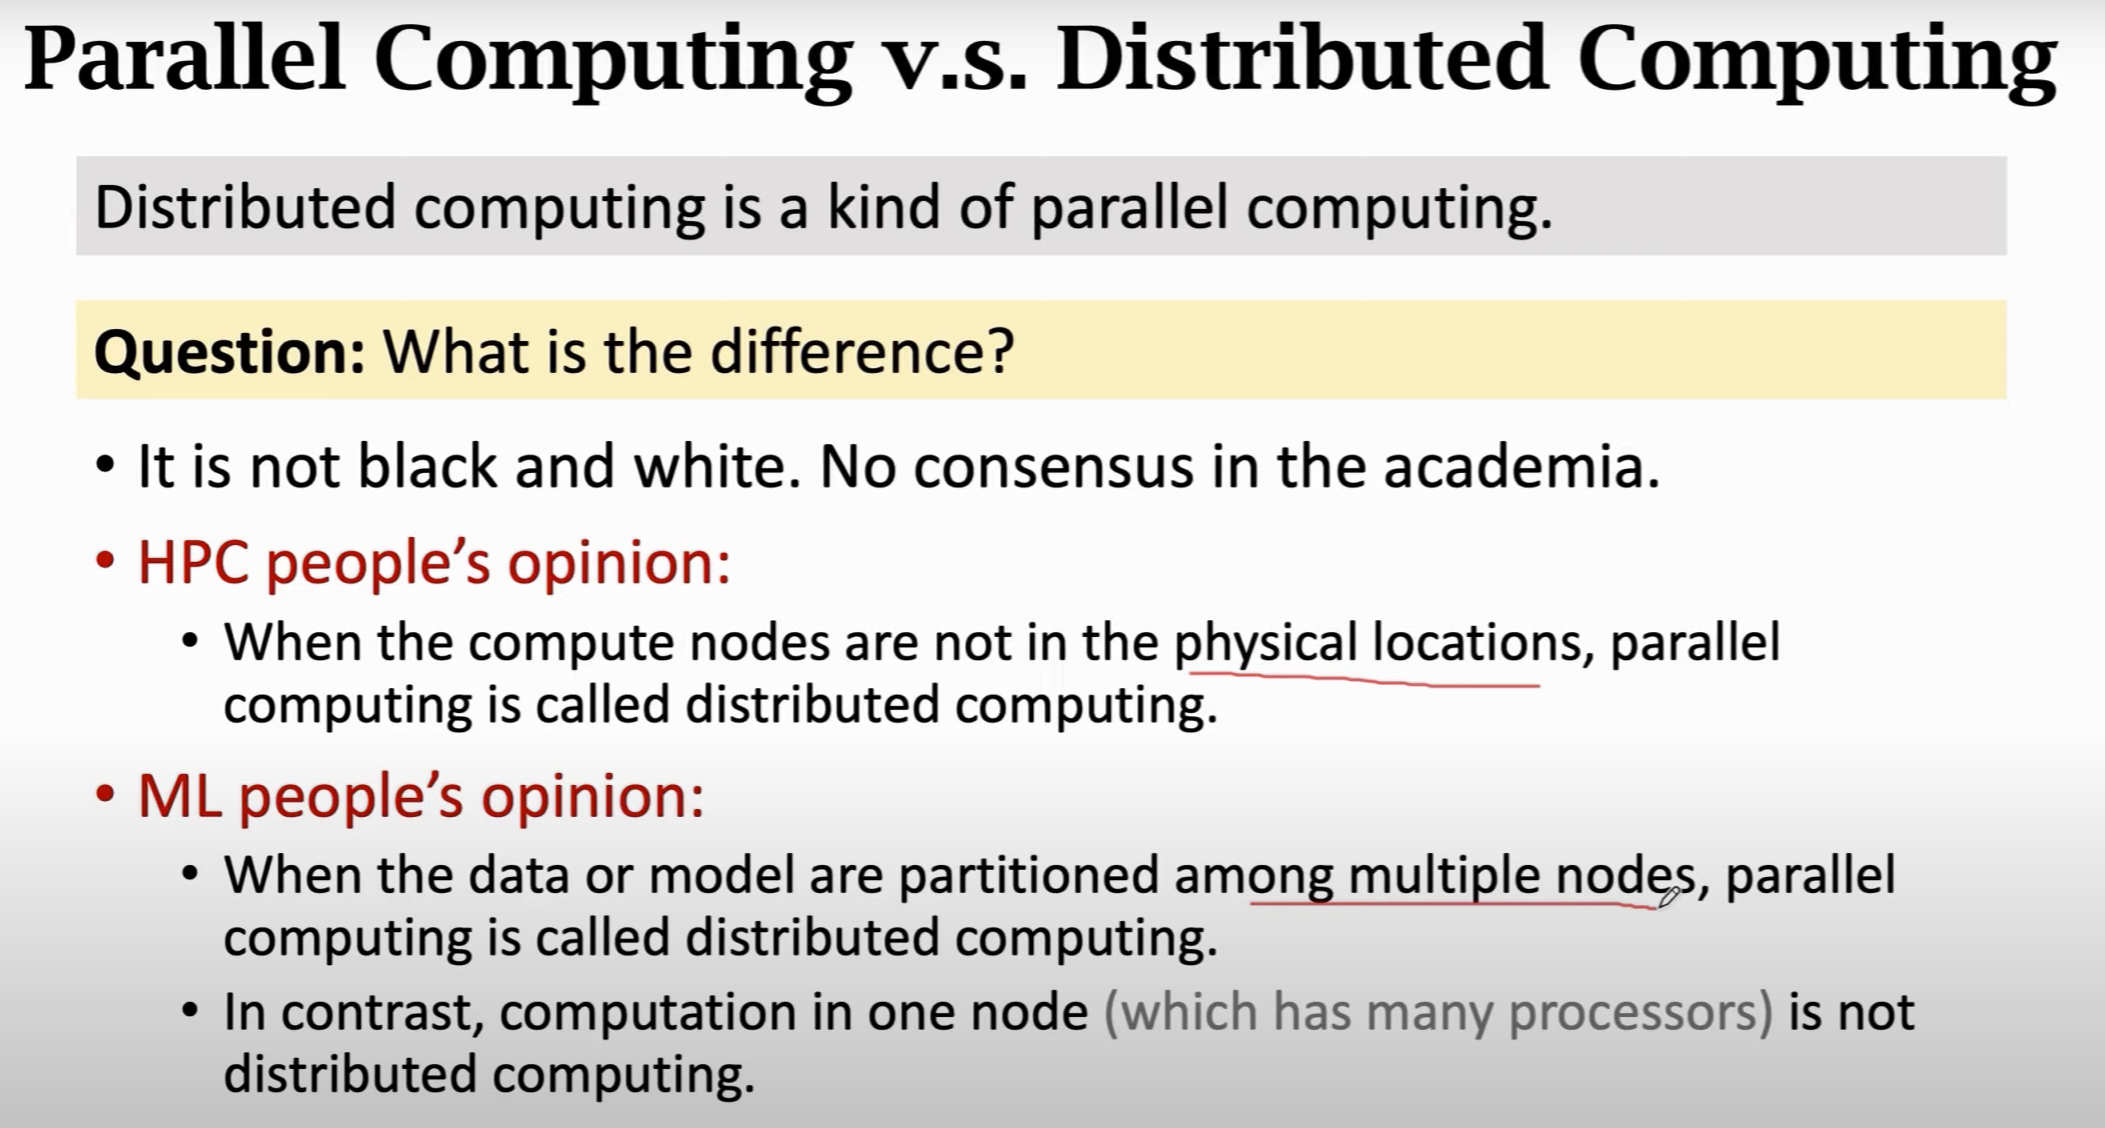 Parallel Computing v.s. Distributed Computing
Distributed computing is a kind of parallel computing.
Question: What is the difference?
• It is not black and white. No consensus in the academia.
• HPC people’s opinion:
• When the compute nodes are not in the physical locations, parallel
computing is called distributed computing.
• ML people’s opinion:
• When the data or model are partitioned among multiple nodes, parallel
computing is called distributed computing.
• In contrast, computation in one node (which has many processors) is not
distributed computing.